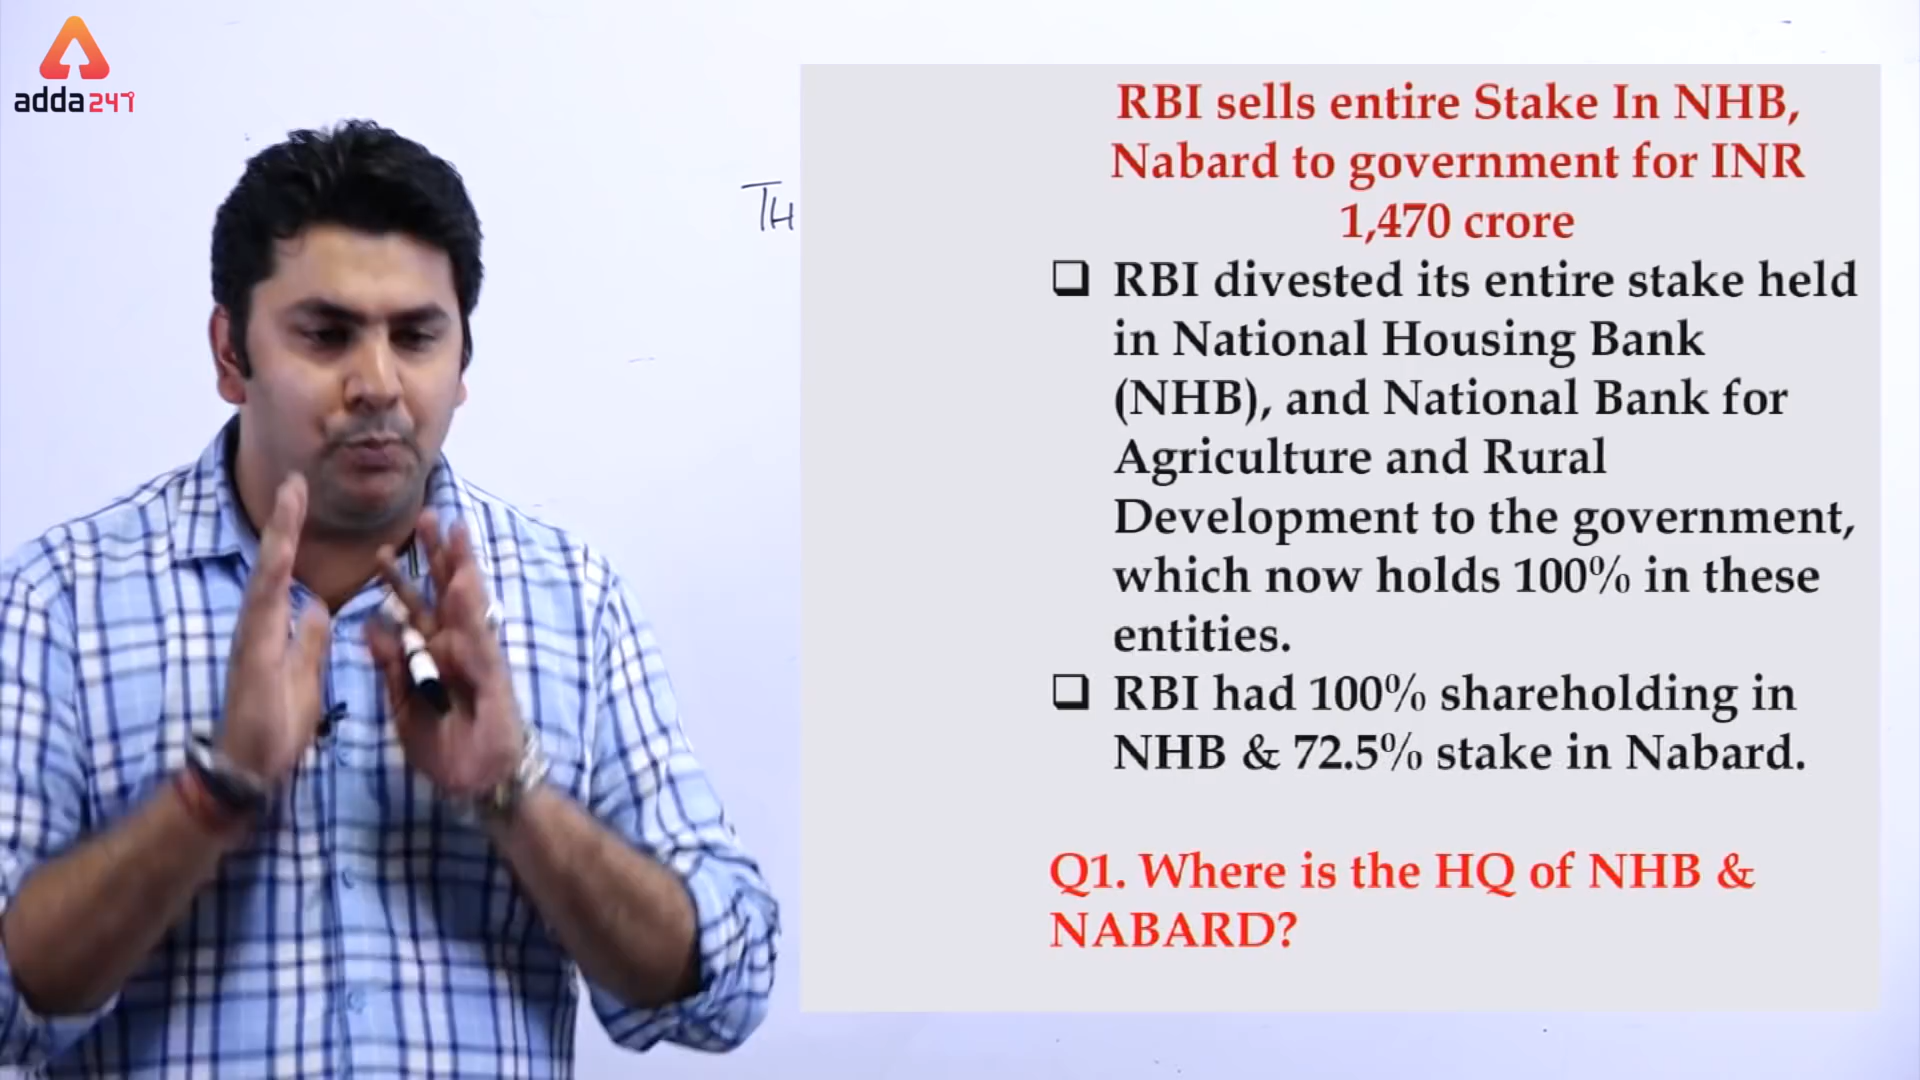 adda247
TH
RBI sells entire Stake In NHB,
Nabard to government for INR
1,470 crore
❑ RBI divested its entire stake held
in National Housing Bank
(NHB), and National Bank for
Agriculture and Rural
Development to the government,
which now holds 100% in these
entities.
❑ RBI had 100% shareholding in
NHB & 72.5% stake in Nabard.
Q1. Where is the HQ of NHB &
NABARD?